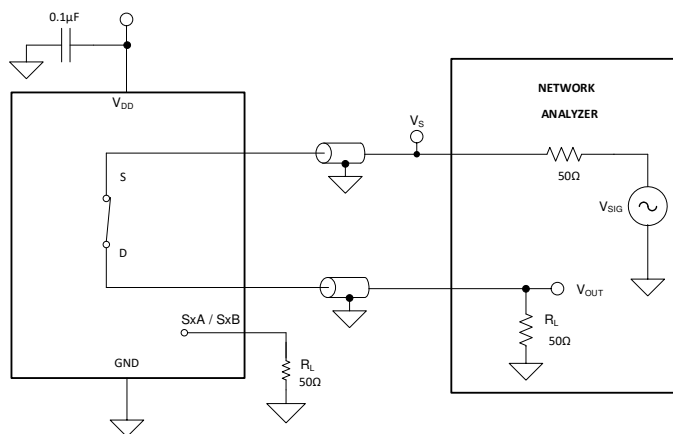 0.1µF
V_DD
NETWORK
ANALYZER
V_S
S
50Ω
V_SIG
D
V_OUT
SxA / SxB
R_L
50Ω
GND
R_L
50Ω